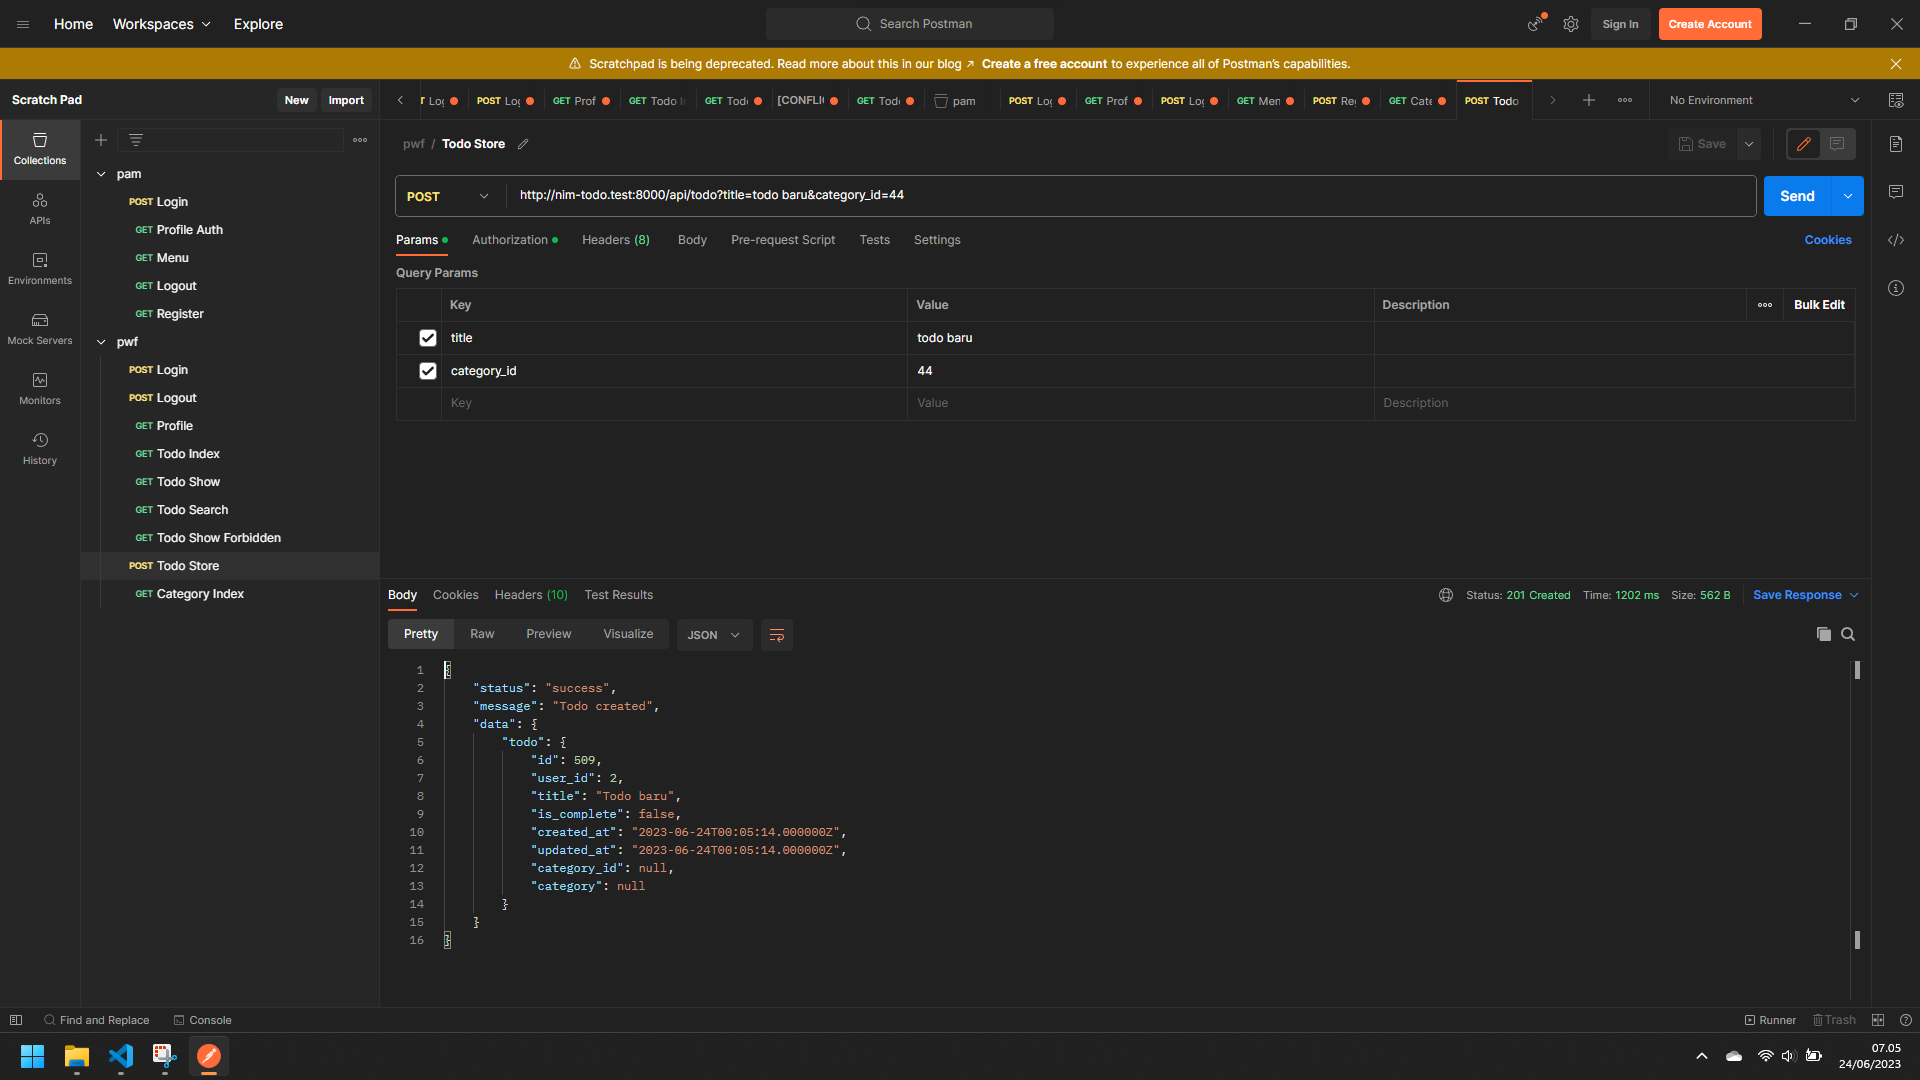 Home Workspaces Explore Search Postman Sign In Create Account
Scratchpad is being deprecated. Read more about this in our blog ↗ Create a free account to experience all of Postman's capabilities.
Scratch Pad New Import
POST Log GET Prof GET Todo GET Tod [CONFLI GET Tod pam POST Log GET Prof POST Log GET Men POST Re GET Cate POST Todo No Environment
Collections
APIs
Environments
Mock Servers
Monitors
History
pam
POST Login
GET Profile Auth
GET Menu
GET Logout
GET Register
pwf
POST Login
POST Logout
GET Profile
GET Todo Index
GET Todo Show
GET Todo Search
GET Todo Show Forbidden
POST Todo Store
GET Category Index
pwf / Todo Store Save
POST http://nim-todo.test:8000/api/todo?title=todo baru&category_id=44 Send
Params Authorization Headers (8) Body Pre-request Script Tests Settings Cookies
Query Params
Key Value Description Bulk Edit
title todo baru
category_id 44
Key Value Description
Body Cookies Headers (10) Test Results Status: 201 Created Time: 1202 ms Size: 562 B Save Response
Pretty Raw Preview Visualize JSON
1 {
2 "status": "success",
3 "message": "Todo created",
4 "data": {
5 "todo": {
6 "id": 509,
7 "user_id": 2,
8 "title": "Todo baru",
9 "is_complete": false,
10 "created_at": "2023-06-24T00:05:14.000000Z",
11 "updated_at": "2023-06-24T00:05:14.000000Z",
12 "category_id": null,
13 "category": null
14 }
15 }
16 }
Find and Replace Console Runner Trash
07.05
24/06/2023